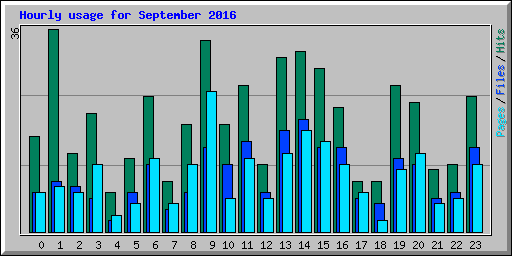 Hourly usage for September 2016
36
Pages/Files/Hits
0 1 2 3 4 5 6 7 8 9 10 11 12 13 14 15 16 17 18 19 20 21 22 23